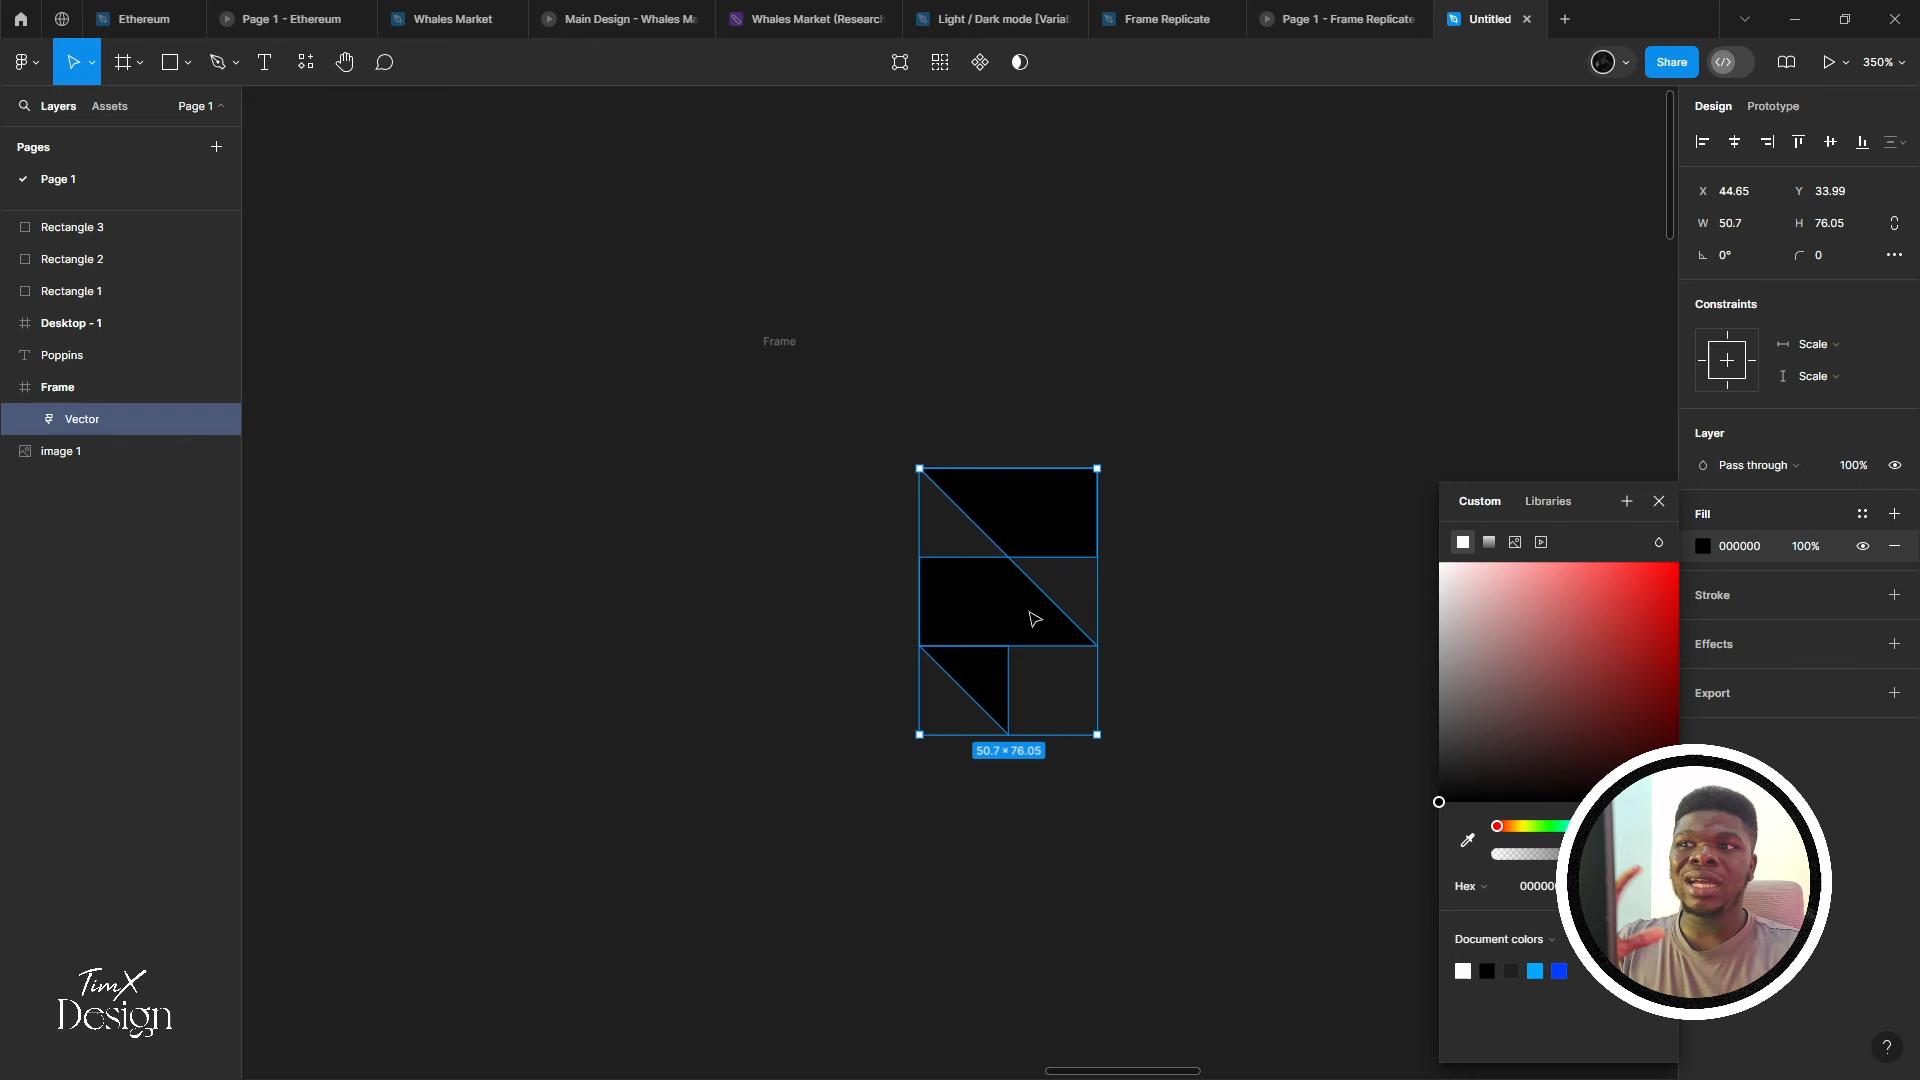 Ethereum
Page 1 - Ethereum
Whales Market
Main Design - Whales Ma
Whales Market (Research
Light / Dark mode [Varial
Frame Replicate
Page 1 - Frame Replicate
Untitled
Share
350%
Layers
Assets
Page 1
Pages
Page 1
Rectangle 3
Rectangle 2
Rectangle 1
Desktop - 1
Poppins
Frame
Vector
image 1
Frame
50.7 × 76.05
Design
Prototype
X 44.65
Y 33.99
W 50.7
H 76.05
0°
0
Constraints
Scale
Scale
Layer
Pass through
100%
Fill
000000
100%
Stroke
Effects
Export
Custom
Libraries
Hex
000000
Document colors
TimX
Design
?